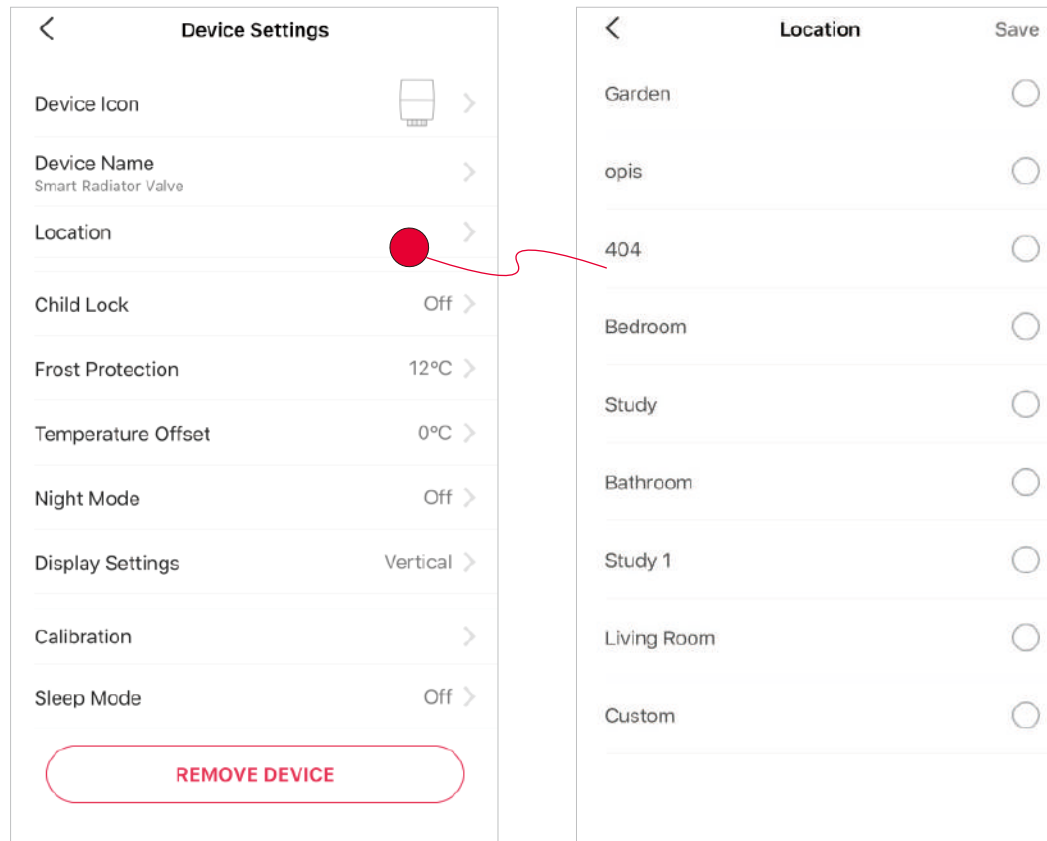 Device Settings
Device Icon
Device Name
Smart Radiator Valve
Location
Child Lock Off
Frost Protection 12°C
Temperature Offset 0°C
Night Mode Off
Display Settings Vertical
Calibration
Sleep Mode Off
REMOVE DEVICE
Location Save
Garden
opis
404
Bedroom
Study
Bathroom
Study 1
Living Room
Custom